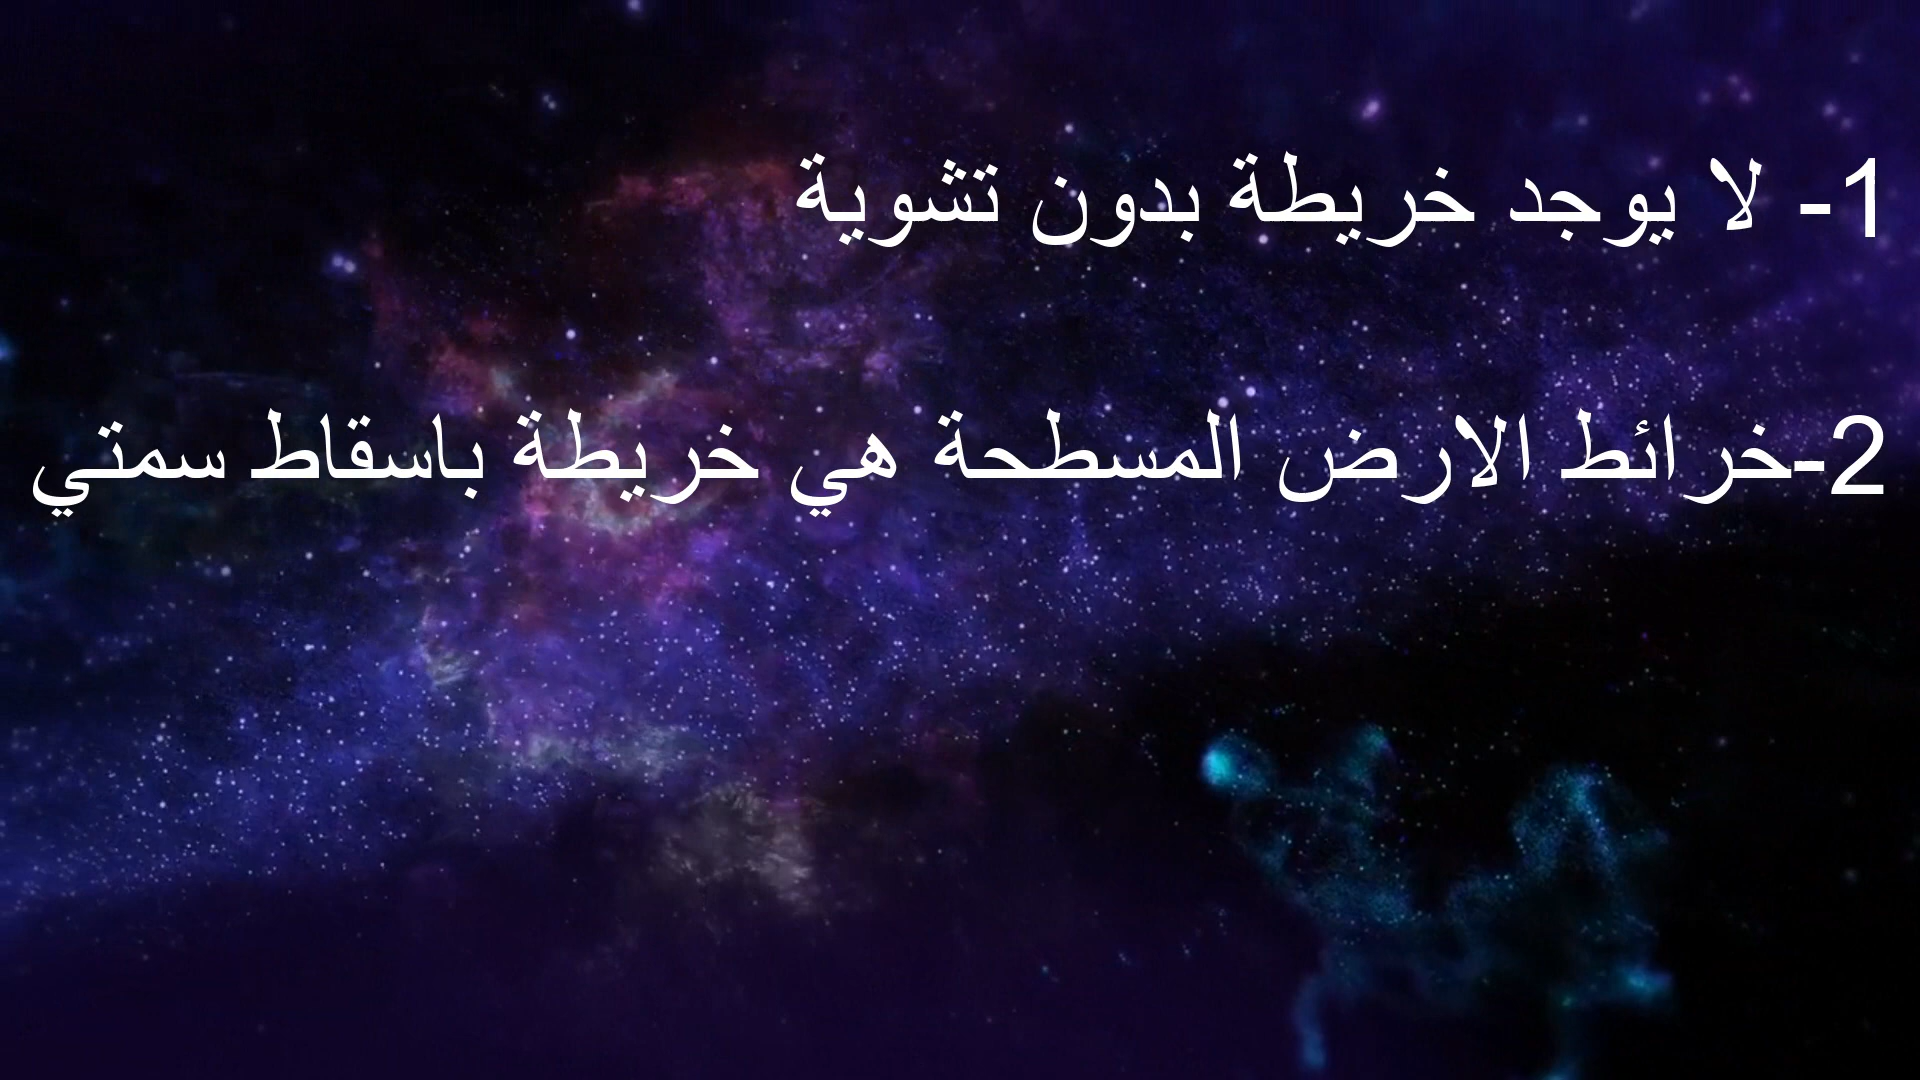 1- لا يوجد خريطة بدون تشوية
2-خرائط الارض المسطحة هي خريطة باسقاط سمتي